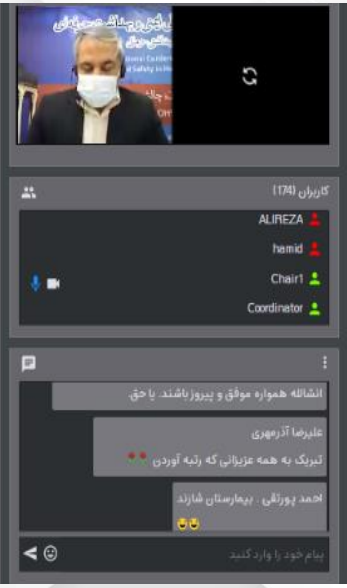 کاربران (174)
ALIREZA
hamid
Chair1
Coordinator
انشالله همواره موفق و پیروز باشند. یا حق.
علیرضا آذرمهری
تبریک به همه عزیزانی که رتبه آوردن 🌹🌹
احمد پورتقی . بیمارستان شازند
😂😂
پیام خود را وارد کنید